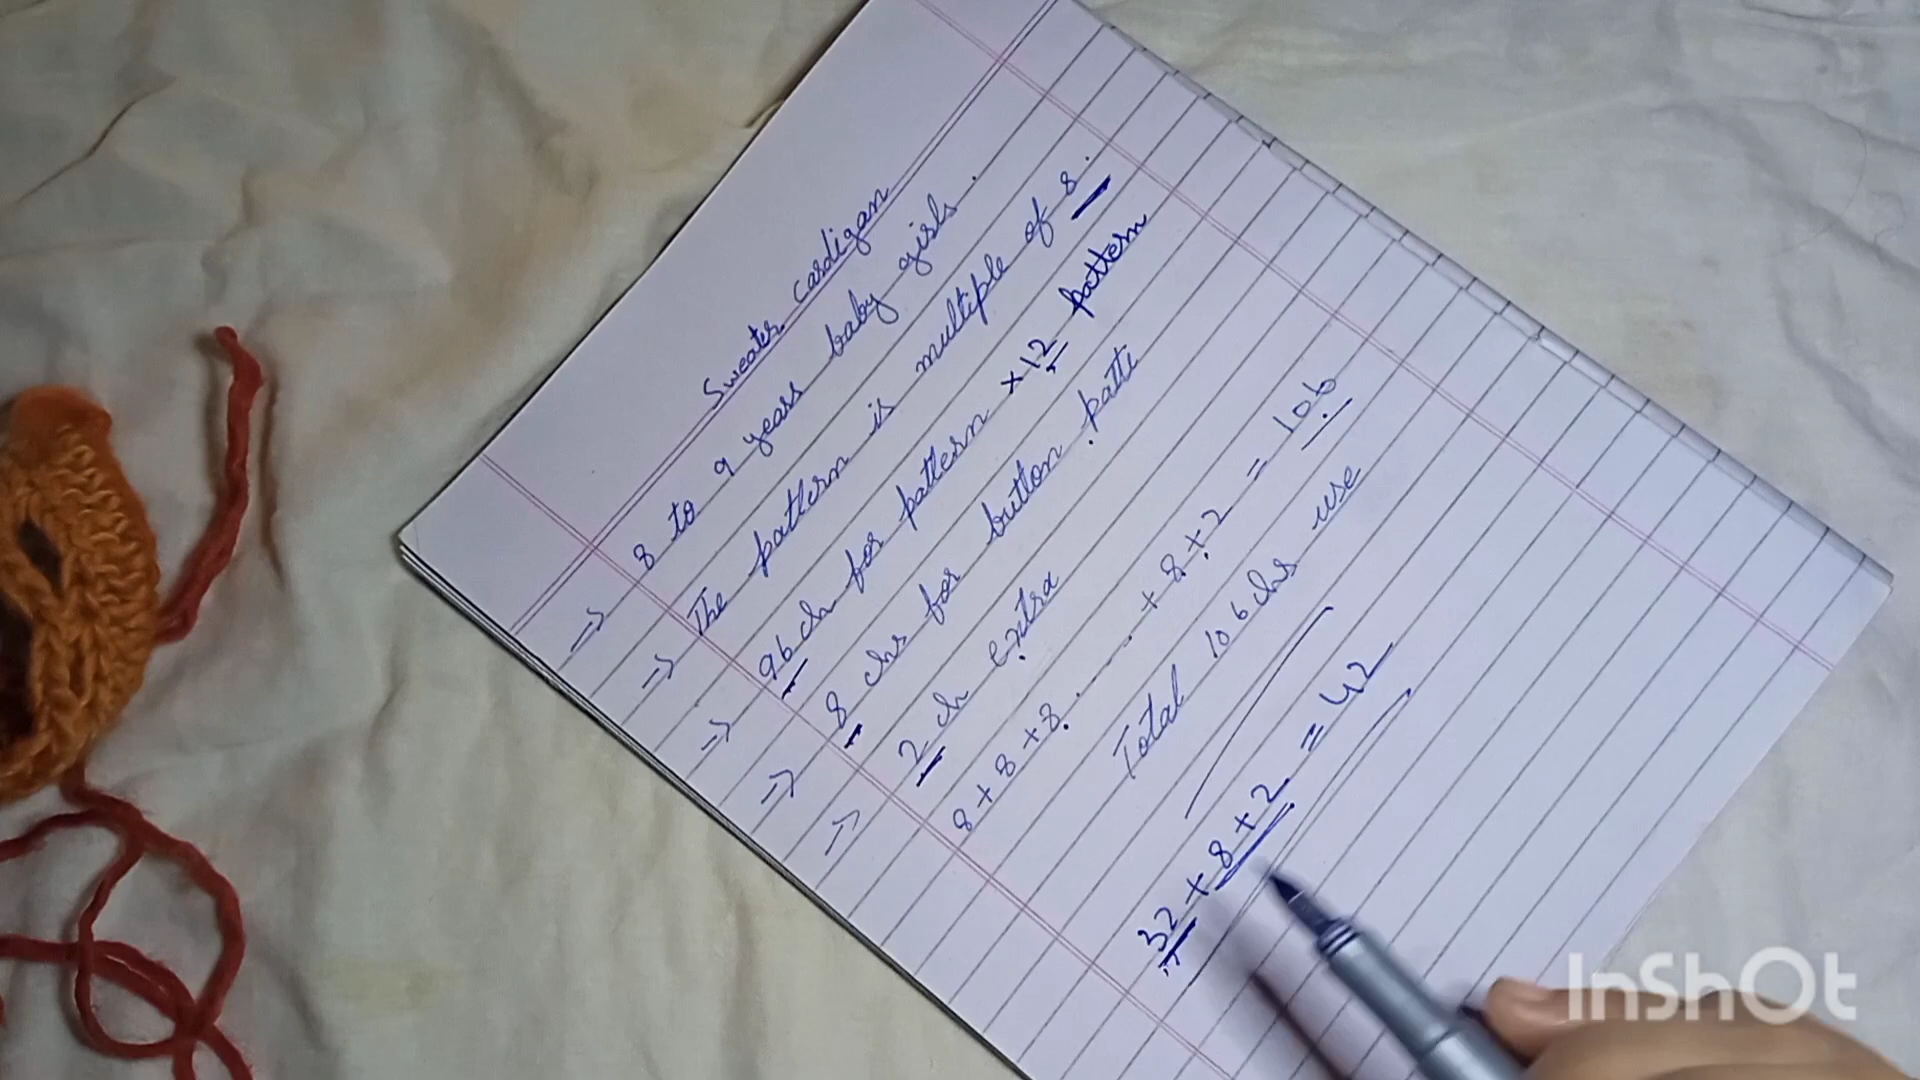 Sweater cardigan
=> 8 to 9 years baby girls.
=> The pattern is multiple of 8.
=> 96 ch for pattern × 12 pattern
=> 8 chs for button patti
=> 2 ch extra
8+8+8.......+8+2 = 106
Total 106 chs use
32+8+2 = 42
InShOt